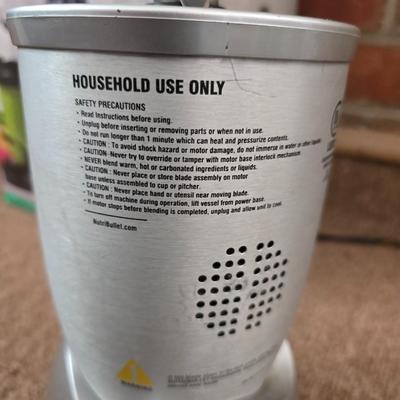 HOUSEHOLD USE ONLY
SAFETY PRECAUTIONS
• Read Instructions before using.
• Unplug before inserting or removing parts or when not in use.
• Do not run longer than 1 minute which can heat and pressurize contents.
• CAUTION : To avoid shock hazard or motor damage, do not immerse in water or other liquids.
• CAUTION : Never try to override or tamper with motor base interlock mechanism.
• NEVER blend warm, hot or carbonated ingredients or liquids.
• CAUTION : Never place or store blade assembly on motor
base unless assembled to cup or pitcher.
• CAUTION : Never place hand or utensil near moving blade.
• To turn off machine during operation, lift vessel from power base.
• If motor stops before blending is completed, unplug and allow unit to cool.
NutriBullet.com
WARNING